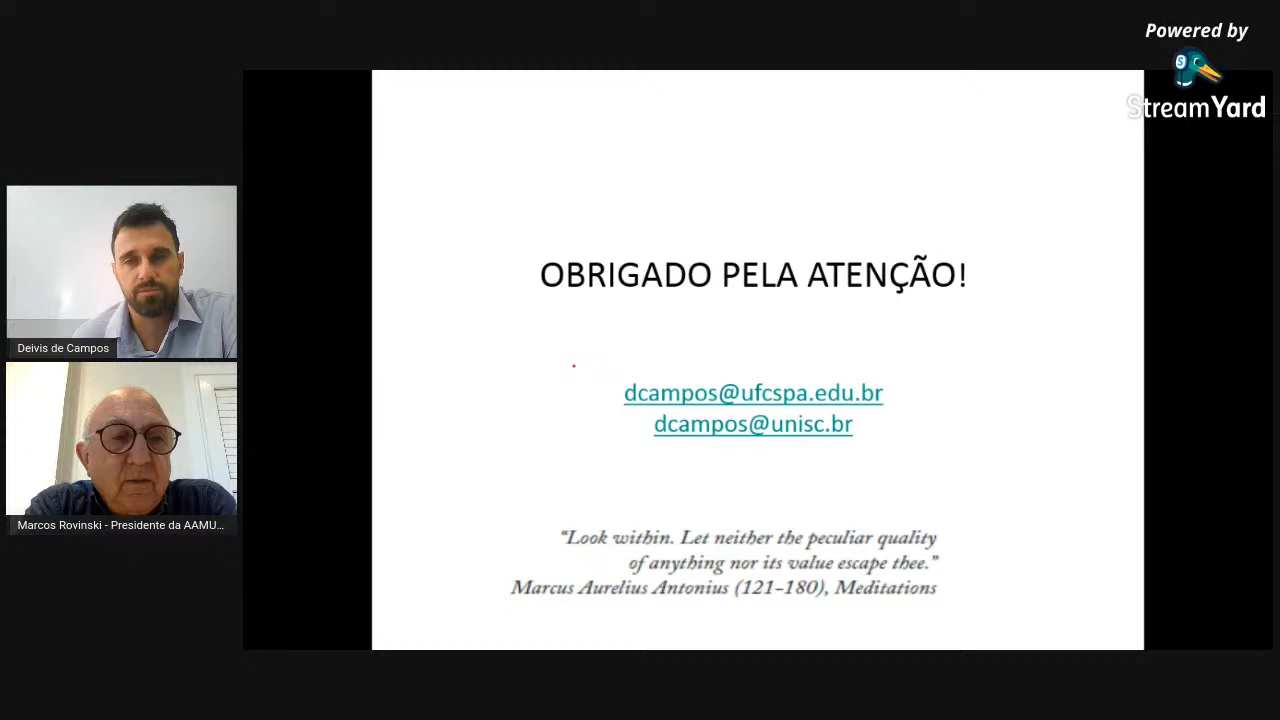 Powered by
StreamYard
OBRIGADO PELA ATENÇÃO!
dcampos@ufcspa.edu.br
dcampos@unisc.br
“Look within. Let neither the peculiar quality
of anything nor its value escape thee.”
Marcus Aurelius Antonius (121–180), Meditations
Deivis de Campos
Marcos Rovinski - Presidente da AAMU...